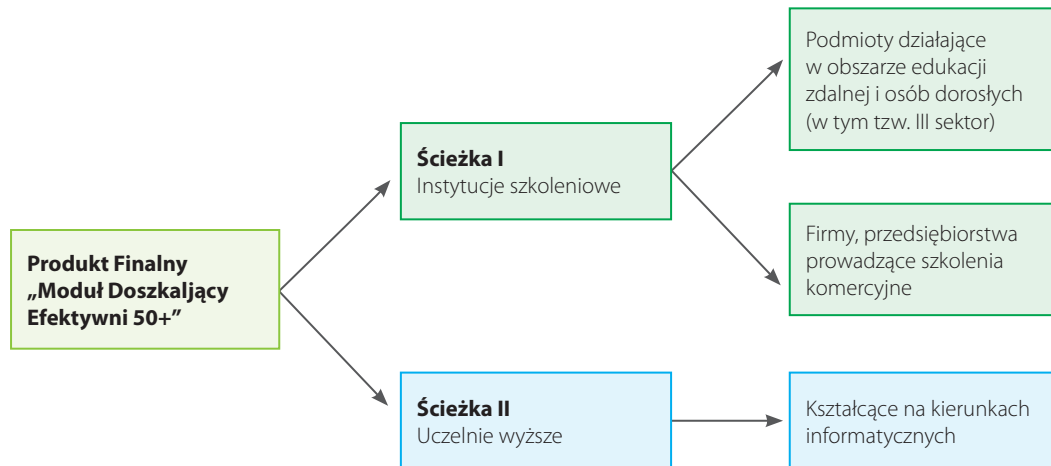 Produkt Finalny
„Moduł Doszkaljący
Efektywni 50+”
Ścieżka I
Instytucje szkoleniowe
Podmioty działające
w obszarze edukacji
zdalnej i osób dorosłych
(w tym tzw. III sektor)
Firmy, przedsiębiorstwa
prowadzące szkolenia
komercyjne
Ścieżka II
Uczelnie wyższe
Kształcące na kierunkach
informatycznych